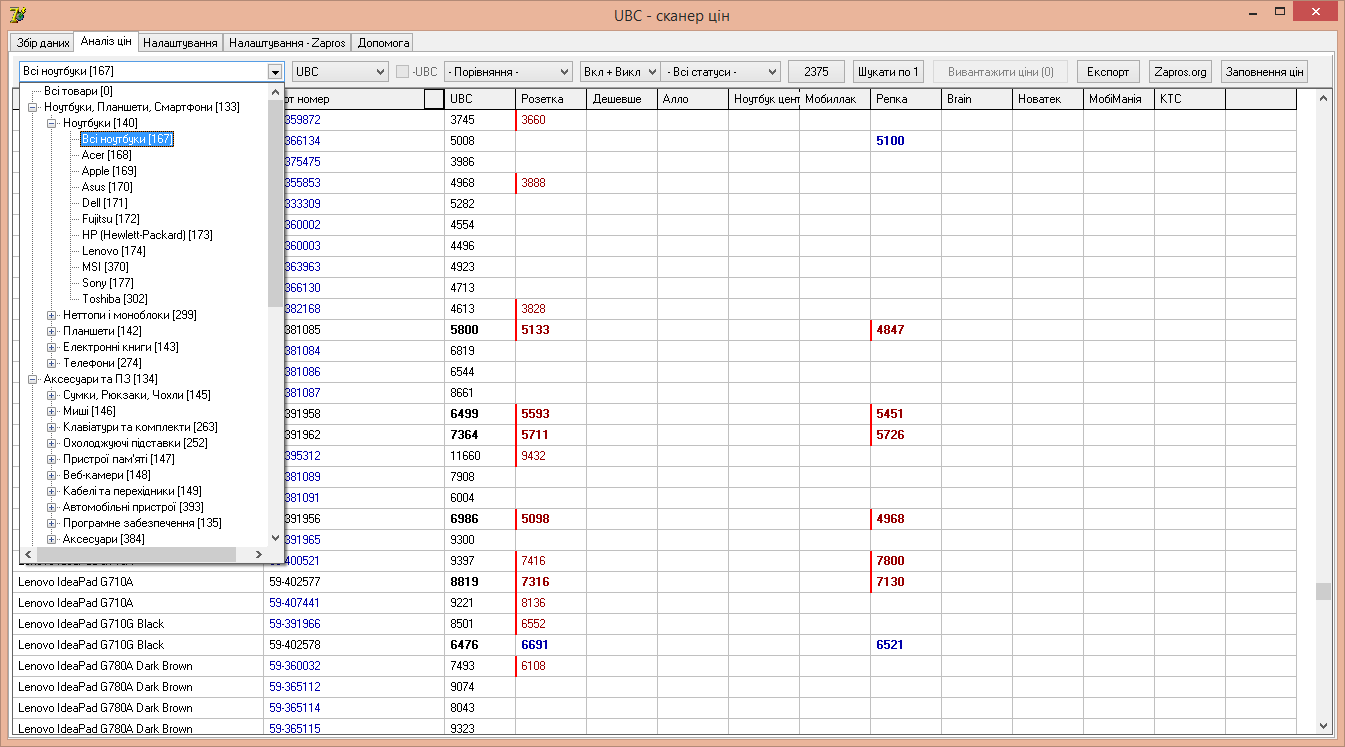 UBC - сканер цін
Збір даних Аналіз цін Налаштування Налаштування - Zapros Допомога
Всі ноутбуки [167] UBC -UBC - Порівняння - Вкл + Викл - Всі статуси - 2375 Шукати по 1 Вивантажити ціни (0) Експорт Zapros.org Заповнення цін
номер UBC Розетка Дешевше Алло Ноутбук цент Мобиллак Репка Brain Новатек МобіМанія КТС
Всі товари [0]
Ноутбуки, Планшети, Смартфони [133]
Ноутбуки [140]
Всі ноутбуки [167]
Acer [168]
Apple [169]
Asus [170]
Dell [171]
Fujitsu [172]
HP (Hewlett-Packard) [173]
Lenovo [174]
MSI [370]
Sony [177]
Toshiba [302]
Неттопи і моноблоки [299]
Планшети [142]
Електронні книги [143]
Телефони [274]
Аксесуари та ПЗ [134]
Сумки, Рюкзаки, Чохли [145]
Миші [146]
Клавіатури та комплекти [263]
Охолоджуючі підставки [252]
Пристрої пам'яті [147]
Веб-камери [148]
Кабелі та перехідники [149]
Автомобільні пристрої [393]
Програмне забезпечення [135]
Аксесуари [384]
359872 3745 3660
366134 5008 5100
375475 3986
355853 4968 3888
333309 5282
360002 4554
360003 4496
363963 4923
366130 4713
382168 4613 3828
381085 5800 5133 4847
381084 6819
381086 6544
381087 8661
391958 6499 5593 5451
391962 7364 5711 5726
395312 11660 9432
381089 7908
381091 6004
391956 6986 5098 4968
391965 9300
59-400521 9397 7416 7800
Lenovo IdeaPad G710A 59-402577 8819 7316 7130
Lenovo IdeaPad G710A 59-407441 9221 8136
Lenovo IdeaPad G710G Black 59-391966 8501 6552
Lenovo IdeaPad G710G Black 59-402578 6476 6691 6521
Lenovo IdeaPad G780A Dark Brown 59-360032 7493 6108
Lenovo IdeaPad G780A Dark Brown 59-365112 9074
Lenovo IdeaPad G780A Dark Brown 59-365114 8043
Lenovo IdeaPad G780A Dark Brown 59-365115 9323